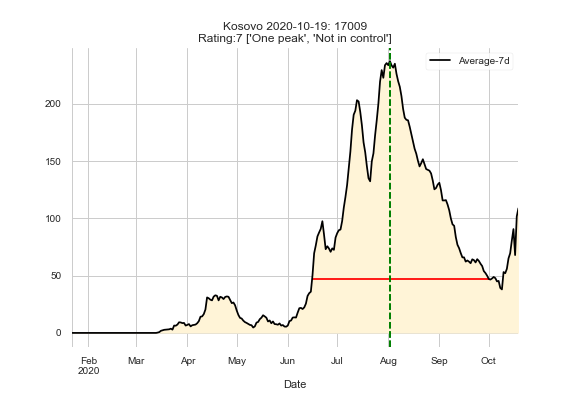 Kosovo 2020-10-19: 17009
Rating:7 ['One peak', 'Not in control']
Average-7d
200
150
100
50
0
Feb Mar Apr May Jun Jul Aug Sep Oct
2020
Date